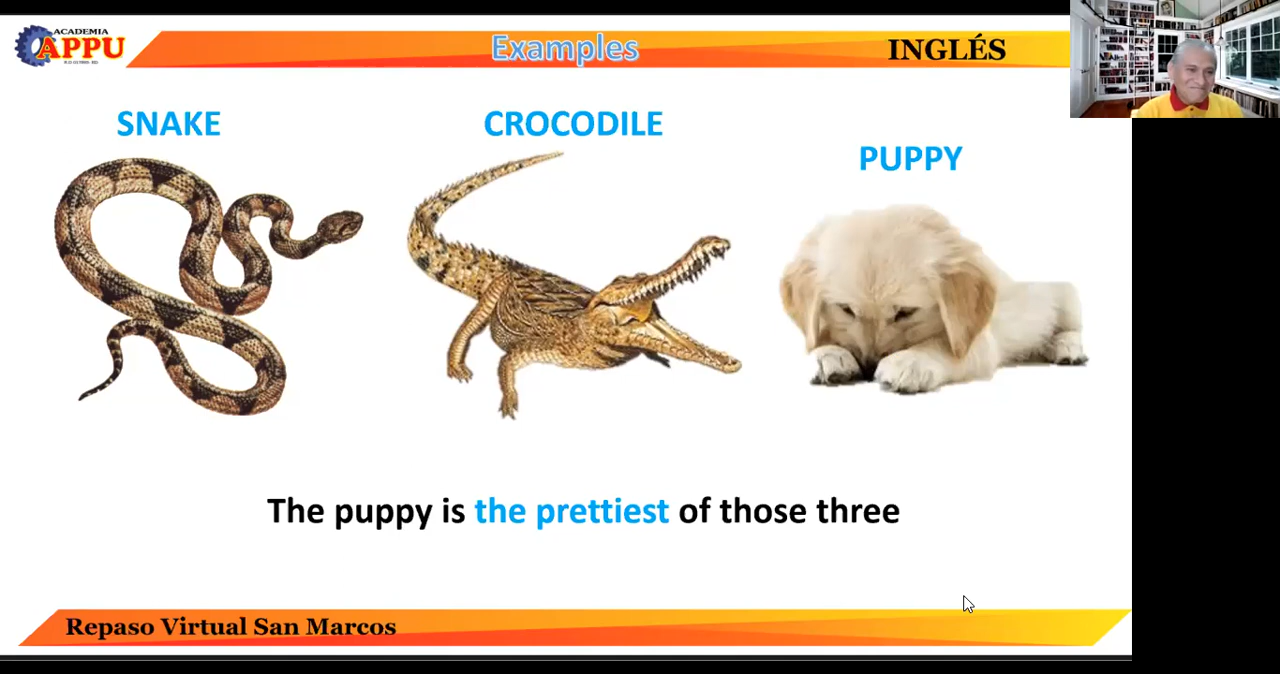 ACADEMIA
APPU
Examples
INGLÉS
SNAKE
CROCODILE
PUPPY
The puppy is the prettiest of those three
Repaso Virtual San Marcos